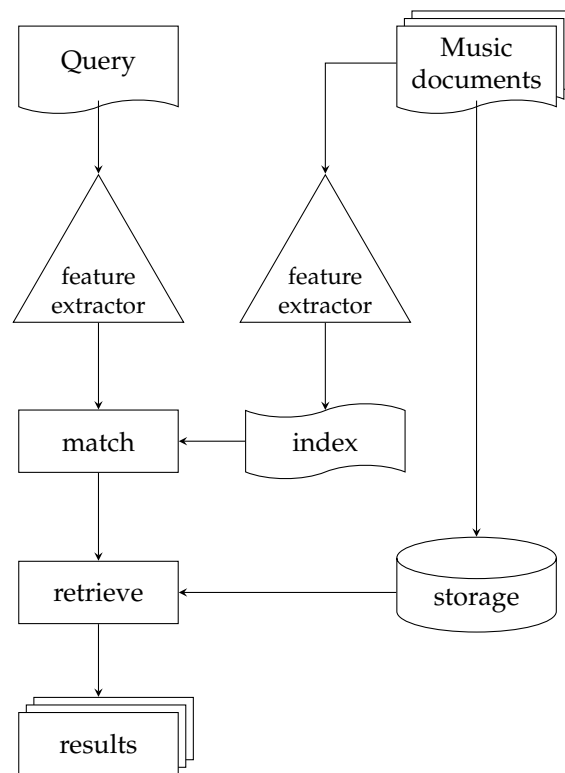 Query
Music
documents
feature
extractor
feature
extractor
match
index
retrieve
storage
results